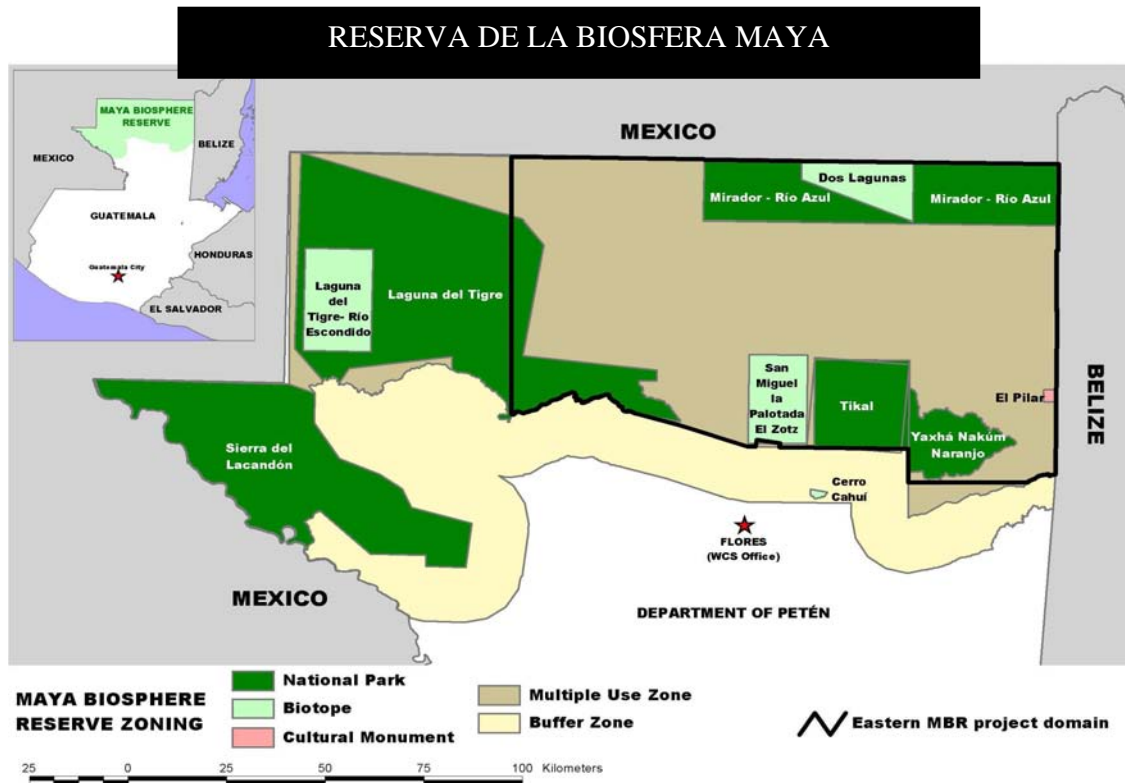 RESERVA DE LA BIOSFERA MAYA
MAYA BIOSPHERE
RESERVE
MEXICO
BELIZE
GUATEMALA
Guatemala City
HONDURAS
EL SALVADOR
MEXICO
Dos Lagunas
Mirador - Río Azul
Mirador - Río Azul
Laguna
del
Tigre- Río
Escondido
Laguna del Tigre
San
Miguel
la
Palotada
El Zotz
Tikal
El Pilar
Yaxhá Nakúm
Naranjo
BELIZE
Sierra del
Lacandón
Cerro
Cahuí
FLORES
(WCS Office)
MEXICO
DEPARTMENT OF PETÉN
MAYA BIOSPHERE
RESERVE ZONING
National Park
Biotope
Cultural Monument
Multiple Use Zone
Buffer Zone
Eastern MBR project domain
25 0 25 50 75 100 Kilometers